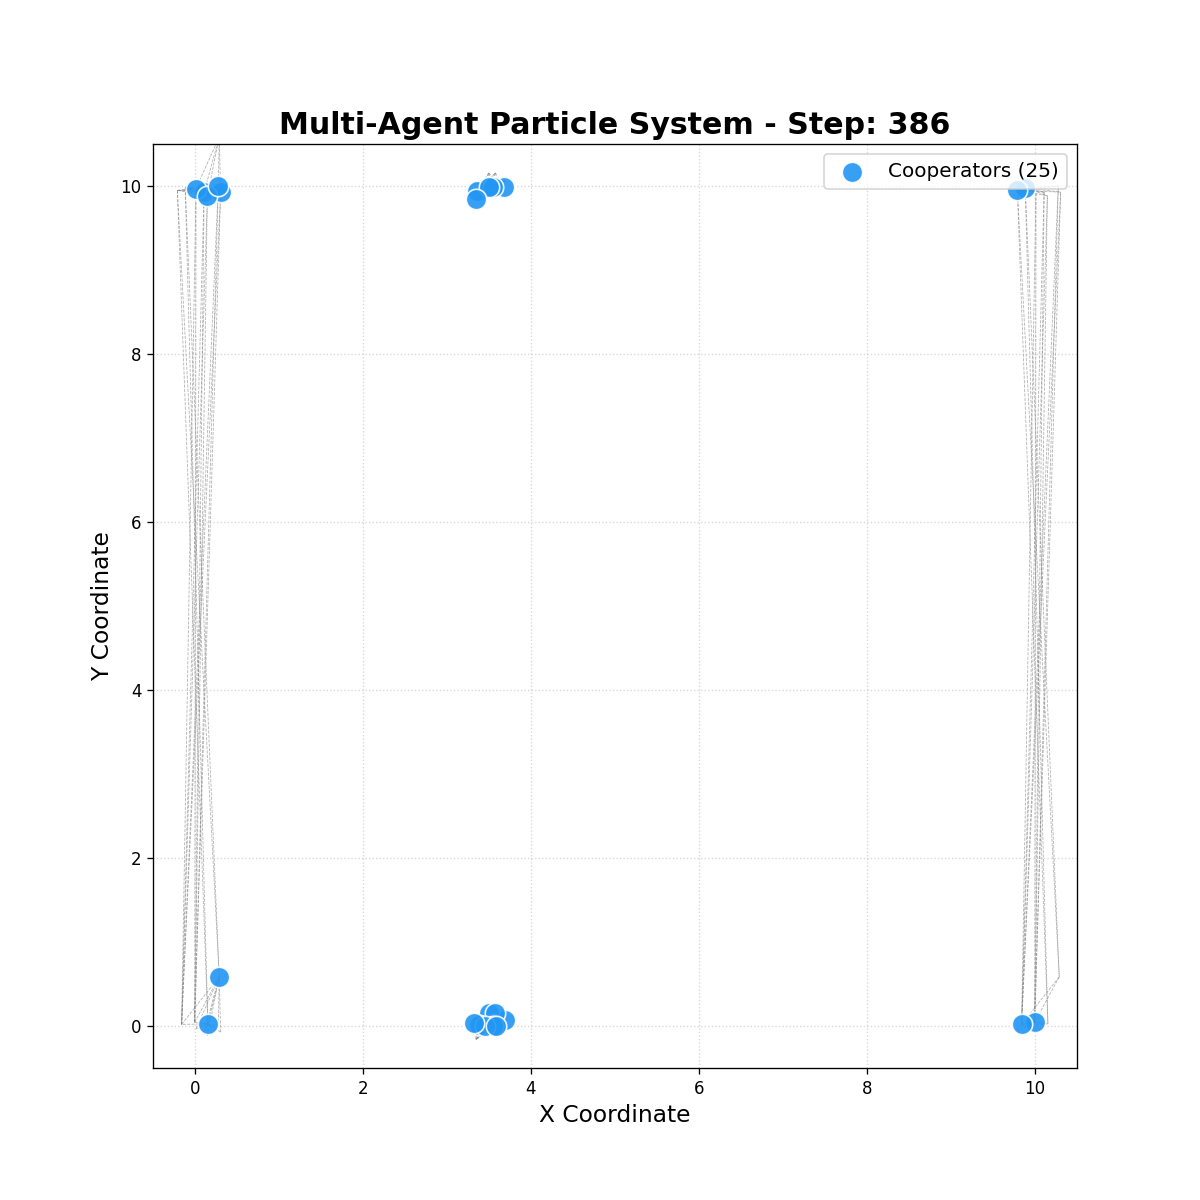 Multi-Agent Particle System - Step: 386
Cooperators (25)
10
8
6
4
2
0
Y Coordinate
0 2 4 6 8 10
X Coordinate